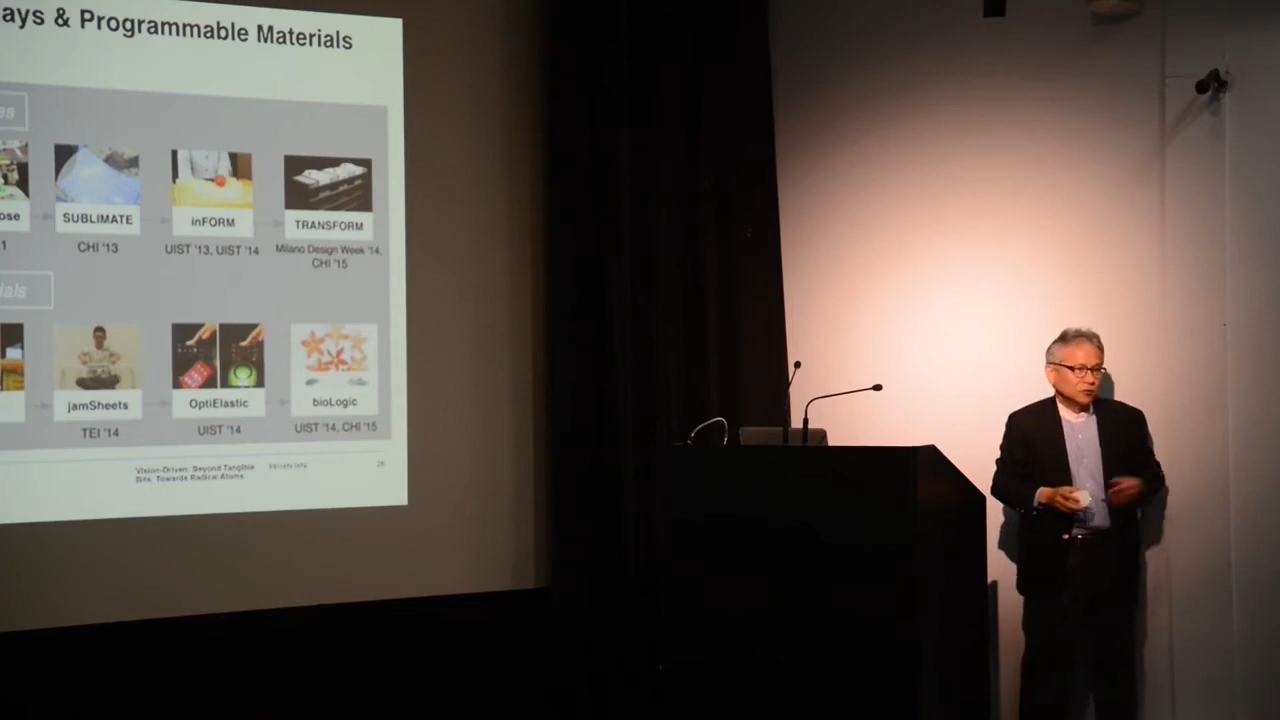 ays & Programmable Materials
es
ose
SUBLIMATE
inFORM
TRANSFORM
1
CHI '13
UIST '13, UIST '14
Milano Design Week '14,
CHI '15
ials
jamSheets
OptiElastic
bioLogic
TEI '14
UIST '14
UIST '14, CHI '15
Vision-Driven: Beyond Tangible
Bits, Towards Radical Atoms